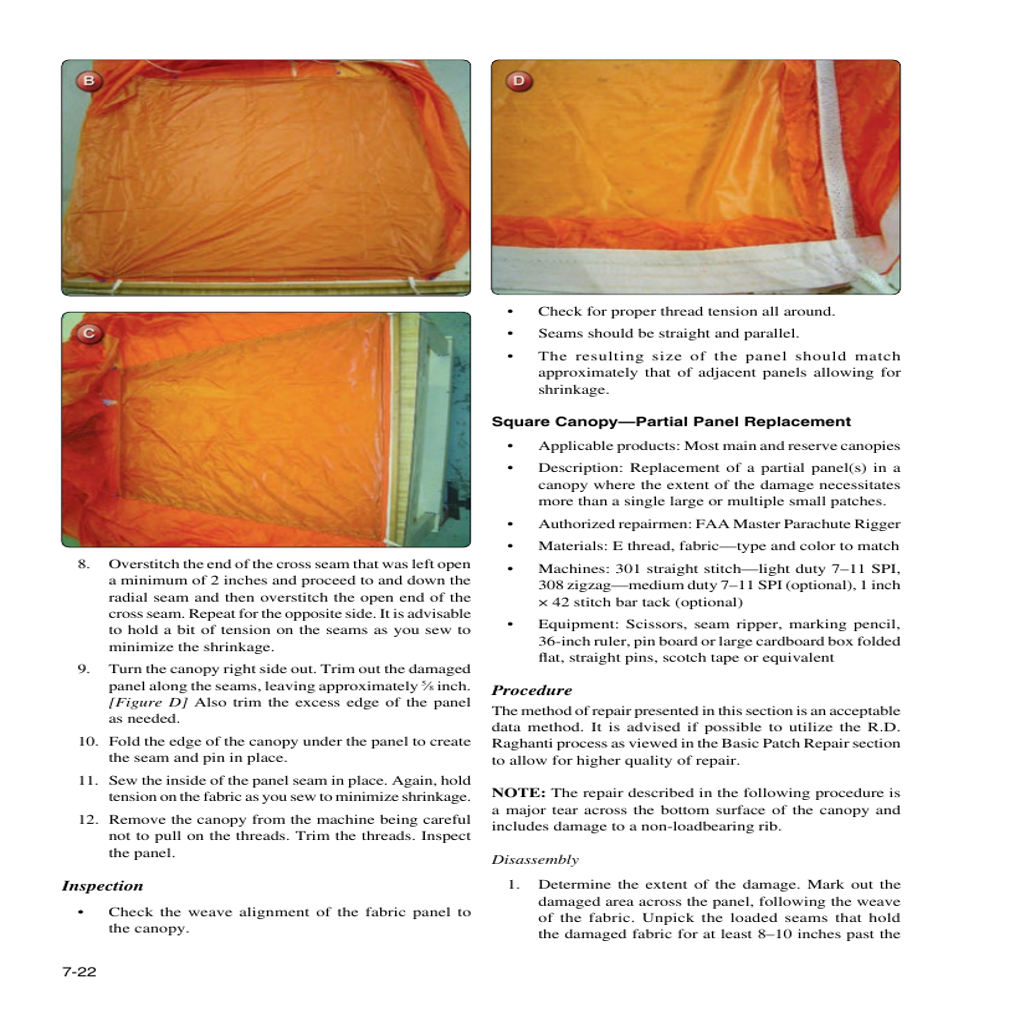 B
C
8. Overstitch the end of the cross seam that was left open
a minimum of 2 inches and proceed to and down the
radial seam and then overstitch the open end of the
cross seam. Repeat for the opposite side. It is advisable
to hold a bit of tension on the seams as you sew to
minimize the shrinkage.
9. Turn the canopy right side out. Trim out the damaged
panel along the seams, leaving approximately ⅝ inch.
[Figure D] Also trim the excess edge of the panel
as needed.
10. Fold the edge of the canopy under the panel to create
the seam and pin in place.
11. Sew the inside of the panel seam in place. Again, hold
tension on the fabric as you sew to minimize shrinkage.
12. Remove the canopy from the machine being careful
not to pull on the threads. Trim the threads. Inspect
the panel.
Inspection
• Check the weave alignment of the fabric panel to
the canopy.
D
• Check for proper thread tension all around.
• Seams should be straight and parallel.
• The resulting size of the panel should match
approximately that of adjacent panels allowing for
shrinkage.
Square Canopy—Partial Panel Replacement
• Applicable products: Most main and reserve canopies
• Description: Replacement of a partial panel(s) in a
canopy where the extent of the damage necessitates
more than a single large or multiple small patches.
• Authorized repairmen: FAA Master Parachute Rigger
• Materials: E thread, fabric—type and color to match
• Machines: 301 straight stitch—light duty 7–11 SPI,
308 zigzag—medium duty 7–11 SPI (optional), 1 inch
× 42 stitch bar tack (optional)
• Equipment: Scissors, seam ripper, marking pencil,
36-inch ruler, pin board or large cardboard box folded
flat, straight pins, scotch tape or equivalent
Procedure
The method of repair presented in this section is an acceptable
data method. It is advised if possible to utilize the R.D.
Raghanti process as viewed in the Basic Patch Repair section
to allow for higher quality of repair.
NOTE: The repair described in the following procedure is
a major tear across the bottom surface of the canopy and
includes damage to a non-loadbearing rib.
Disassembly
1. Determine the extent of the damage. Mark out the
damaged area across the panel, following the weave
of the fabric. Unpick the loaded seams that hold
the damaged fabric for at least 8–10 inches past the
7-22